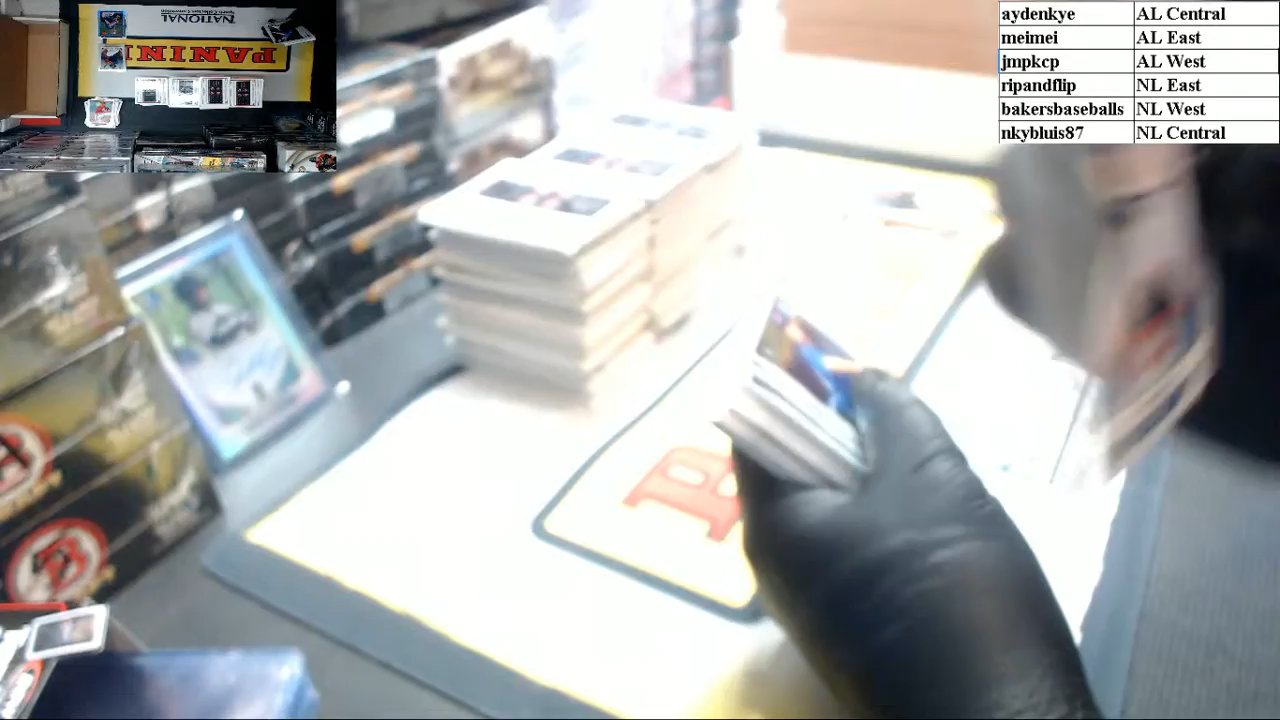 NATIONAL
PANINI
aydenkye AL Central
meimei AL East
jmpkcp AL West
ripandflip NL East
bakersbaseballs NL West
nkybluis87 NL Central
B
B